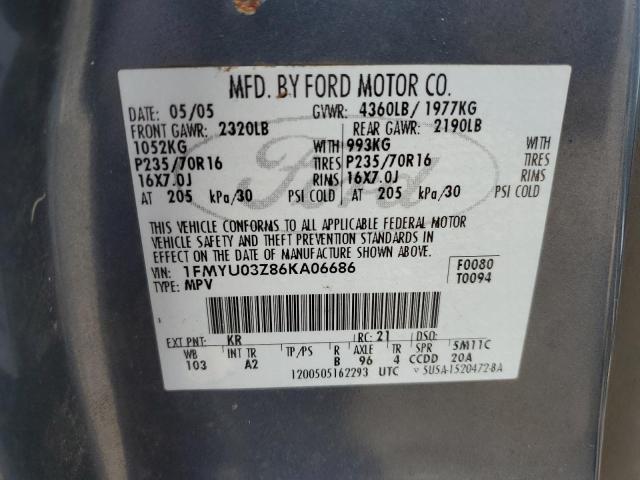 MFD. BY FORD MOTOR CO.
DATE: 05/05 GVWR: 4360LB/ 1977KG
FRONT GAWR: 2320LB REAR GAWR: 2190LB
1052KG WITH 993KG WITH
P235/70R16 TIRES P235/70R16 TIRES
16X7.0J RIMS 16X7.0J RIMS
AT 205 kPa/30 PSI COLD AT 205 kPa/30 PSI COLD
THIS VEHICLE CONFORMS TO ALL APPLICABLE FEDERAL MOTOR
VEHICLE SAFETY AND THEFT PREVENTION STANDARDS IN
EFFECT ON THE DATE OF MANUFACTURE SHOWN ABOVE.
VIN: 1FMYU03Z86KA06686 F0080
TYPE: MPV T0094
EXT PNT: KR RC: 21 DSO:
WB INT TR TP/PS R AXLE TR SPR 5M11C
103 A2 B 96 4 CCDD 20A
1200505162293 UTC 5U5A-1520472-BA
Ford